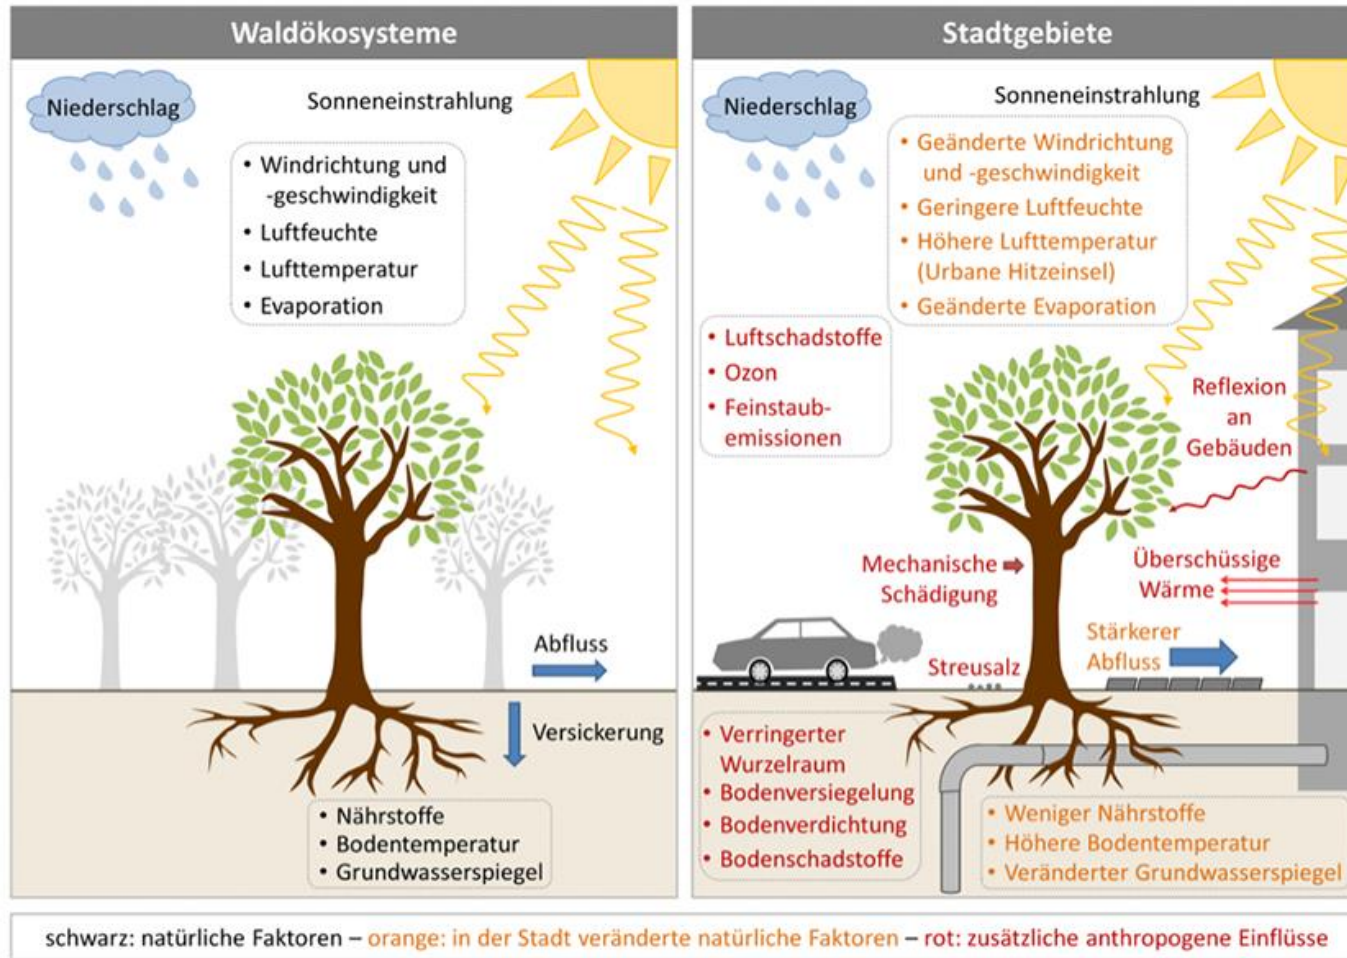 Waldökosysteme
Niederschlag
Sonneneinstrahlung
• Windrichtung und
-geschwindigkeit
• Luftfeuchte
• Lufttemperatur
• Evaporation
Abfluss
Versickerung
• Nährstoffe
• Bodentemperatur
• Grundwasserspiegel
Stadtgebiete
Niederschlag
Sonneneinstrahlung
• Geänderte Windrichtung
und -geschwindigkeit
• Geringere Luftfeuchte
• Höhere Lufttemperatur
(Urbane Hitzeinsel)
• Geänderte Evaporation
• Luftschadstoffe
• Ozon
• Feinstaub-
emissionen
Reflexion
an
Gebäuden
Mechanische
Schädigung
Überschüssige
Wärme
Streusalz
Stärkerer
Abfluss
• Verringerter
Wurzelraum
• Bodenversiegelung
• Bodenverdichtung
• Bodenschadstoffe
• Weniger Nährstoffe
• Höhere Bodentemperatur
• Veränderter Grundwasserspiegel
schwarz: natürliche Faktoren – orange: in der Stadt veränderte natürliche Faktoren – rot: zusätzliche anthropogene Einflüsse